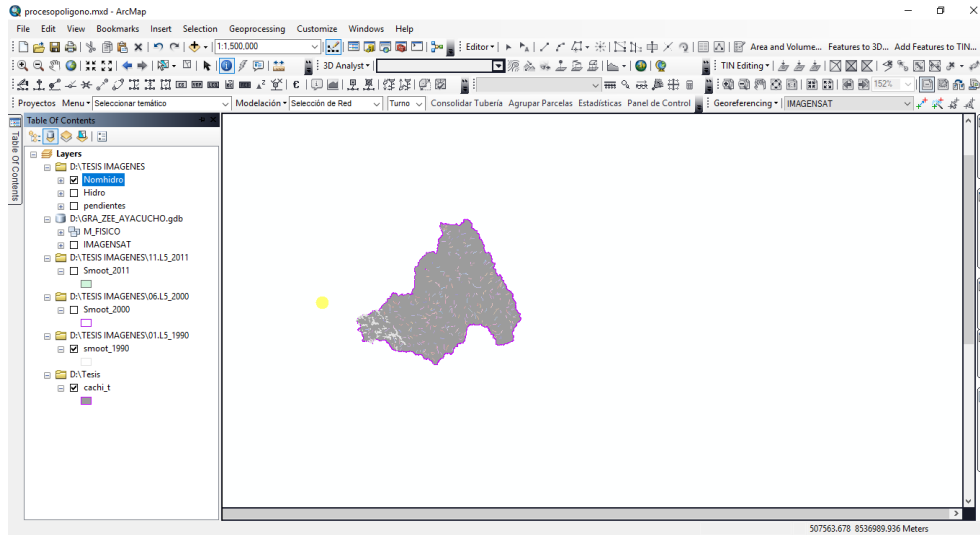 procesopoligono.mxd - ArcMap
File Edit View Bookmarks Insert Selection Geoprocessing Customize Windows Help
1:1,500,000 Editor Area and Volume... Features to 3D... Add Features to TIN...
3D Analyst TIN Editing
152%
Proyectos Menu Seleccionar temático Modelación Selección de Red Turno Consolidar Tubería Agrupar Parcelas Estadísticas Panel de Control Georeferencing IMAGENSAT
Table Of Contents
Table Of Contents
Layers
D:\TESIS IMAGENES
Nomhidro
Hidro
pendientes
D:\GRA_ZEE_AYACUCHO.gdb
M_FISICO
IMAGENSAT
D:\TESIS IMAGENES\11.L5_2011
Smoot_2011
D:\TESIS IMAGENES\06.L5_2000
Smoot_2000
D:\TESIS IMAGENES\01.L5_1990
smoot_1990
D:\Tesis
cachi_t
507563.678 8536989.936 Meters